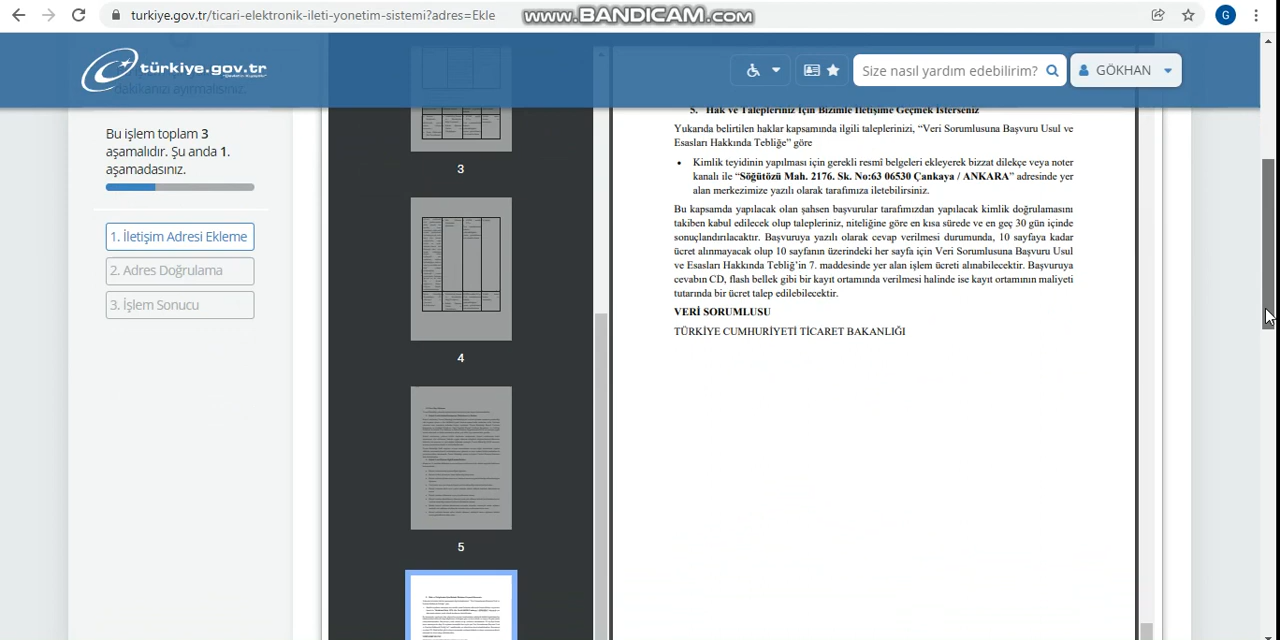 turkiye.gov.tr/ticari-elektronik-ileti-yonetim-sistemi?adres=Ekle
www.BANDICAM.com
G
türkiye.gov.tr
Size nasıl yardım edebilirim?
GÖKHAN
dakikanızı ayırmalısınız.
Bu işlem toplam 3
aşamalıdır. Şu anda 1.
aşamadasınız.
1. İletişim Adresi Ekleme
2. Adres Doğrulama
3. İşlem Sonucu
3
4
5
5. Hak ve Talepleriniz İçin Bizimle İletişime Geçmek İsterseniz
Yukarıda belirtilen haklar kapsamında ilgili taleplerinizi, “Veri Sorumlusuna Başvuru Usul ve
Esasları Hakkında Tebliğe” göre
• Kimlik teyidinin yapılması için gerekli resmî belgeleri ekleyerek bizzat dilekçe veya noter
kanalı ile “Söğütözü Mah. 2176. Sk. No:63 06530 Çankaya / ANKARA” adresinde yer
alan merkezimize yazılı olarak tarafımıza iletebilirsiniz.
Bu kapsamda yapılacak olan şahsen başvurular tarafımızdan yapılacak kimlik doğrulamasını
takiben kabul edilecek olup talepleriniz, niteliğine göre en kısa sürede ve en geç 30 gün içinde
sonuçlandırılacaktır. Başvuruya yazılı olarak cevap verilmesi durumunda, 10 sayfaya kadar
ücret alınmayacak olup 10 sayfanın üzerindeki her sayfa için Veri Sorumlusuna Başvuru Usul
ve Esasları Hakkında Tebliğ’in 7. maddesinde yer alan işlem ücreti alınabilecektir. Başvuruya
cevabın CD, flash bellek gibi bir kayıt ortamında verilmesi halinde ise kayıt ortamının maliyeti
tutarında bir ücret talep edilebilecektir.
VERİ SORUMLUSU
TÜRKİYE CUMHURİYETİ TİCARET BAKANLIĞI